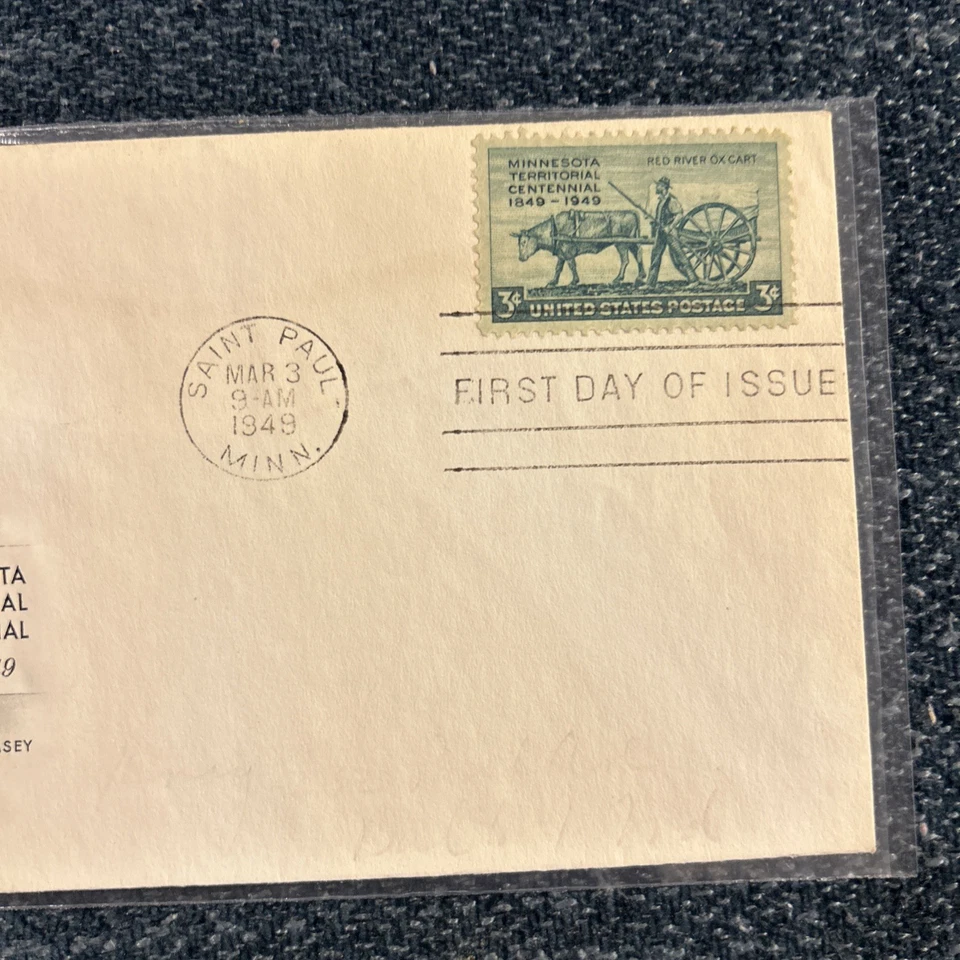 MINNESOTA
TERRITORIAL
CENTENNIAL
1849 - 1949
RED RIVER OX CART
3¢ UNITED STATES POSTAGE 3¢
SAINT PAUL
MAR 3
9-AM
1949
MINN.
FIRST DAY OF ISSUE
TA
AL
IAL
9
SEY